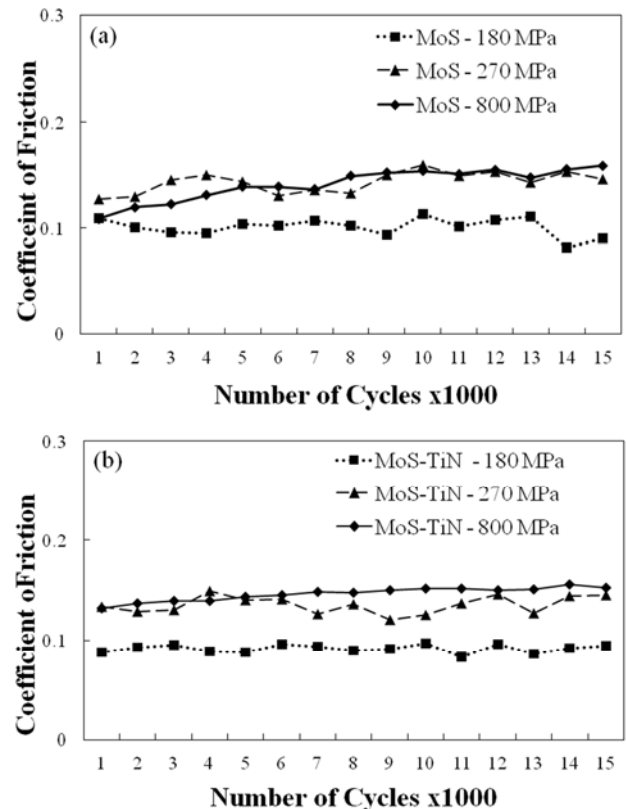 (a)
MoS - 180 MPa
MoS - 270 MPa
MoS - 800 MPa
0.3
0.2
0.1
0
Coefficeint of Friction
1 2 3 4 5 6 7 8 9 10 11 12 13 14 15
Number of Cycles x1000
(b)
MoS-TiN - 180 MPa
MoS-TiN - 270 MPa
MoS-TiN - 800 MPa
0.3
0.2
0.1
0
Coefficient oFriction
1 2 3 4 5 6 7 8 9 10 11 12 13 14 15
Number of Cycles x1000